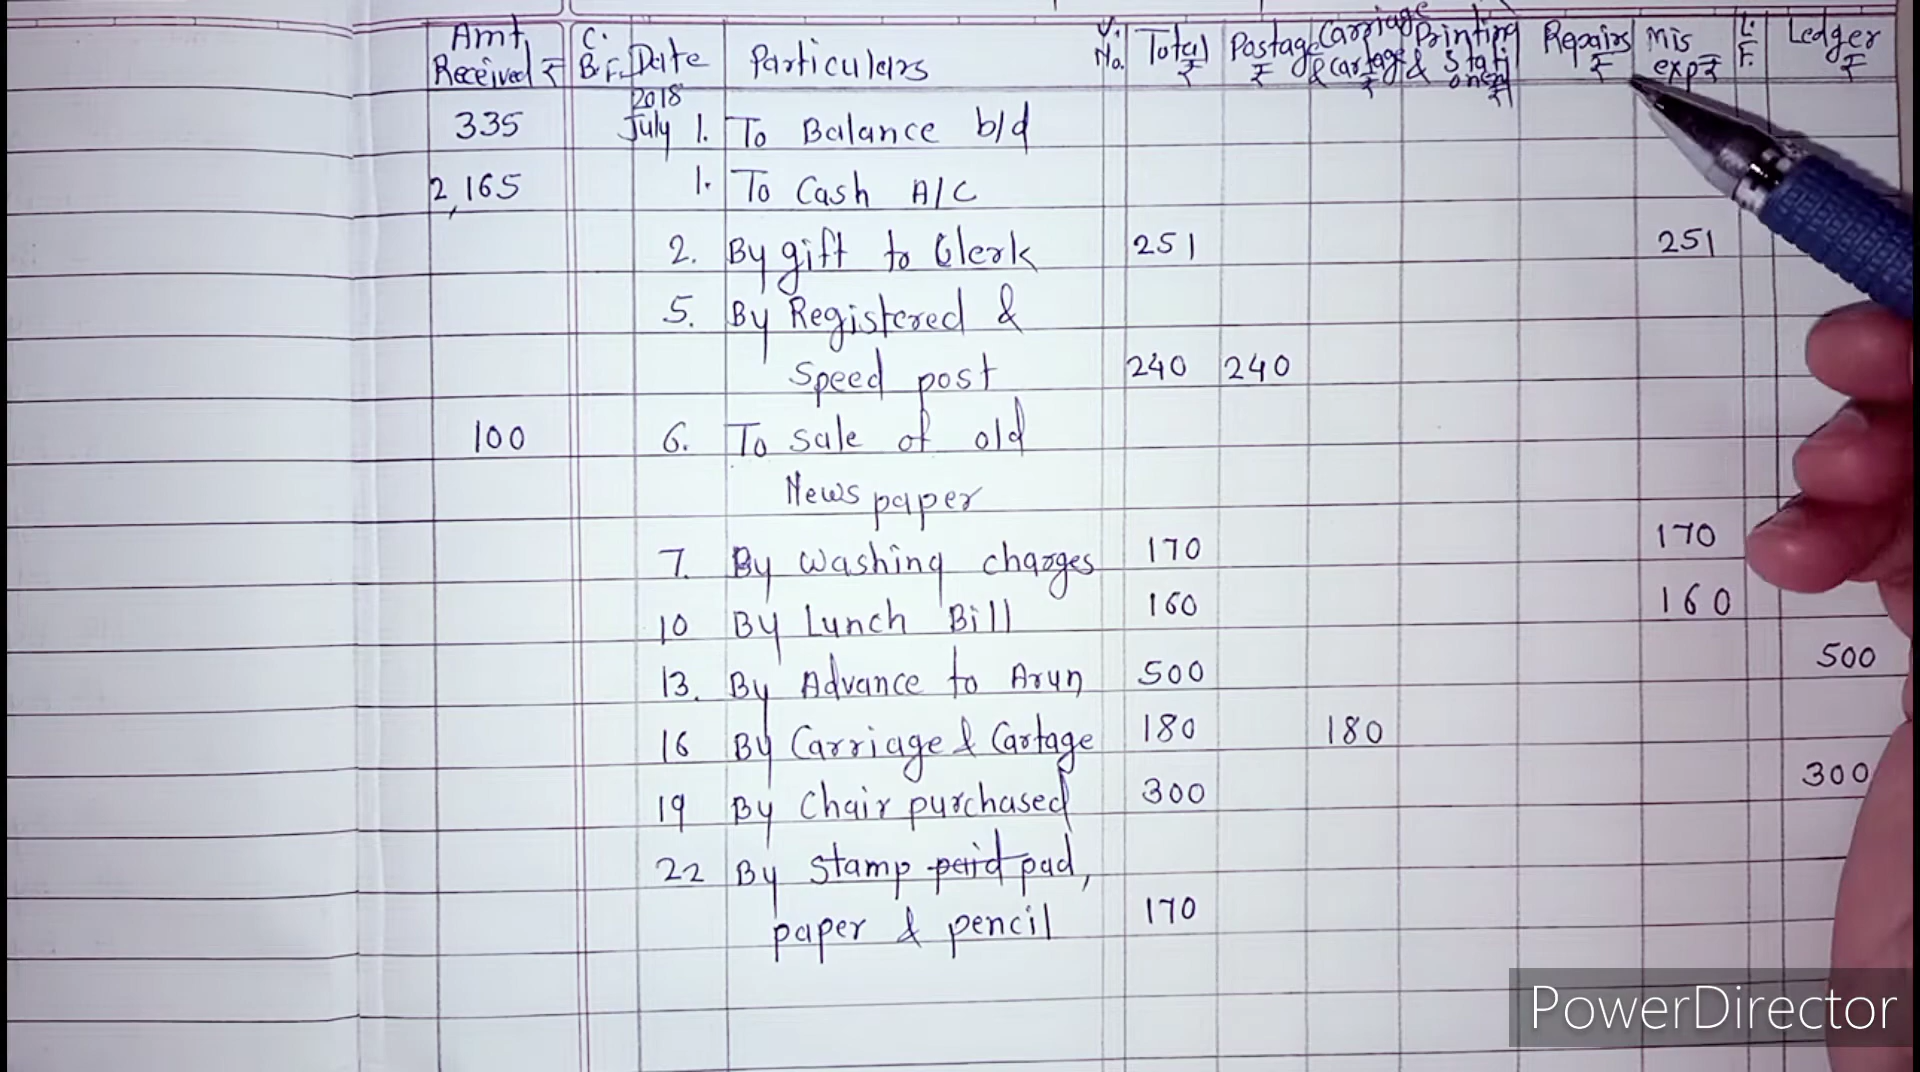 Amt Received ₹ C. B.F. Date Particulars V. No. Total ₹ Postage ₹ Carriage & cartage ₹ Printing & Stationery ₹ Repairs ₹ Mis exp ₹ L. F. Ledger ₹
2018
335 July 1. To Balance b/d
2,165 1. To Cash A/C
2. By gift to Clerk 251 251
5. By Registered &
Speed post 240 240
100 6. To Sale of old
News paper
7. By Washing charges 170 170
10 By Lunch Bill 160 160
13. By Advance to Arun 500 500
16 By Carriage & Cartage 180 180
19 By Chair purchased 300 300
22 By Stamp paid pad,
paper & pencil 170
PowerDirector